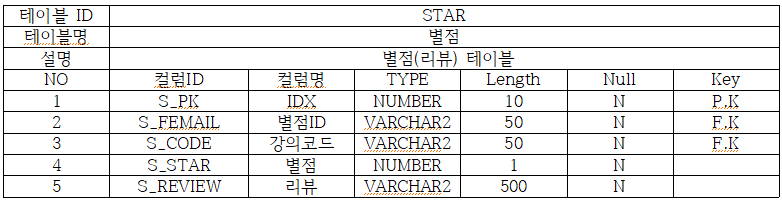 테이블 ID STAR
테이블명 별점
설명 별점(리뷰) 테이블
NO 컬럼ID 컬럼명 TYPE Length Null Key
1 S_PK IDX NUMBER 10 N P.K
2 S_FEMAIL 별점ID VARCHAR2 50 N F.K
3 S_CODE 강의코드 VARCHAR2 50 N F.K
4 S_STAR 별점 NUMBER 1 N
5 S_REVIEW 리뷰 VARCHAR2 500 N